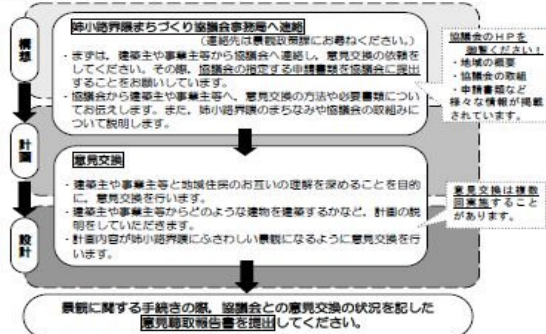 構想
計画
設計
姉小路界隈まちづくり協議会事務局へ連絡
(連絡先は景観政策課にお尋ねください。)
・まずは、建築主や事業主等から協議会へ連絡し、意見交換の依頼を
してください。その際、協議会の指定する申請書類を協議会に提出
することをお願いしています。
・協議会から建築主や事業主等へ、意見交換の方法や必要書類につい
てお伝えします。また、姉小路界隈のまちなみや協議会の取組みに
ついて説明します。
協議会のHPを
御覧ください!
・地域の概要
・協議会の取組
・申請書類など
様々な情報が掲載
されています。
意見交換
・建築主や事業主等と地域住民のお互いの理解を深めることを目的
に、意見交換を行います。
・建築主や事業主等からどのような建物を建築するかなど、計画の説
明をしていただきます。
・計画内容が姉小路界隈にふさわしい景観になるように意見交換を行
います。
意見交換は複数
回実施すること
があります。
景観に関する手続きの際、協議会との意見交換の状況を記した
意見聴取報告書を提出してください。